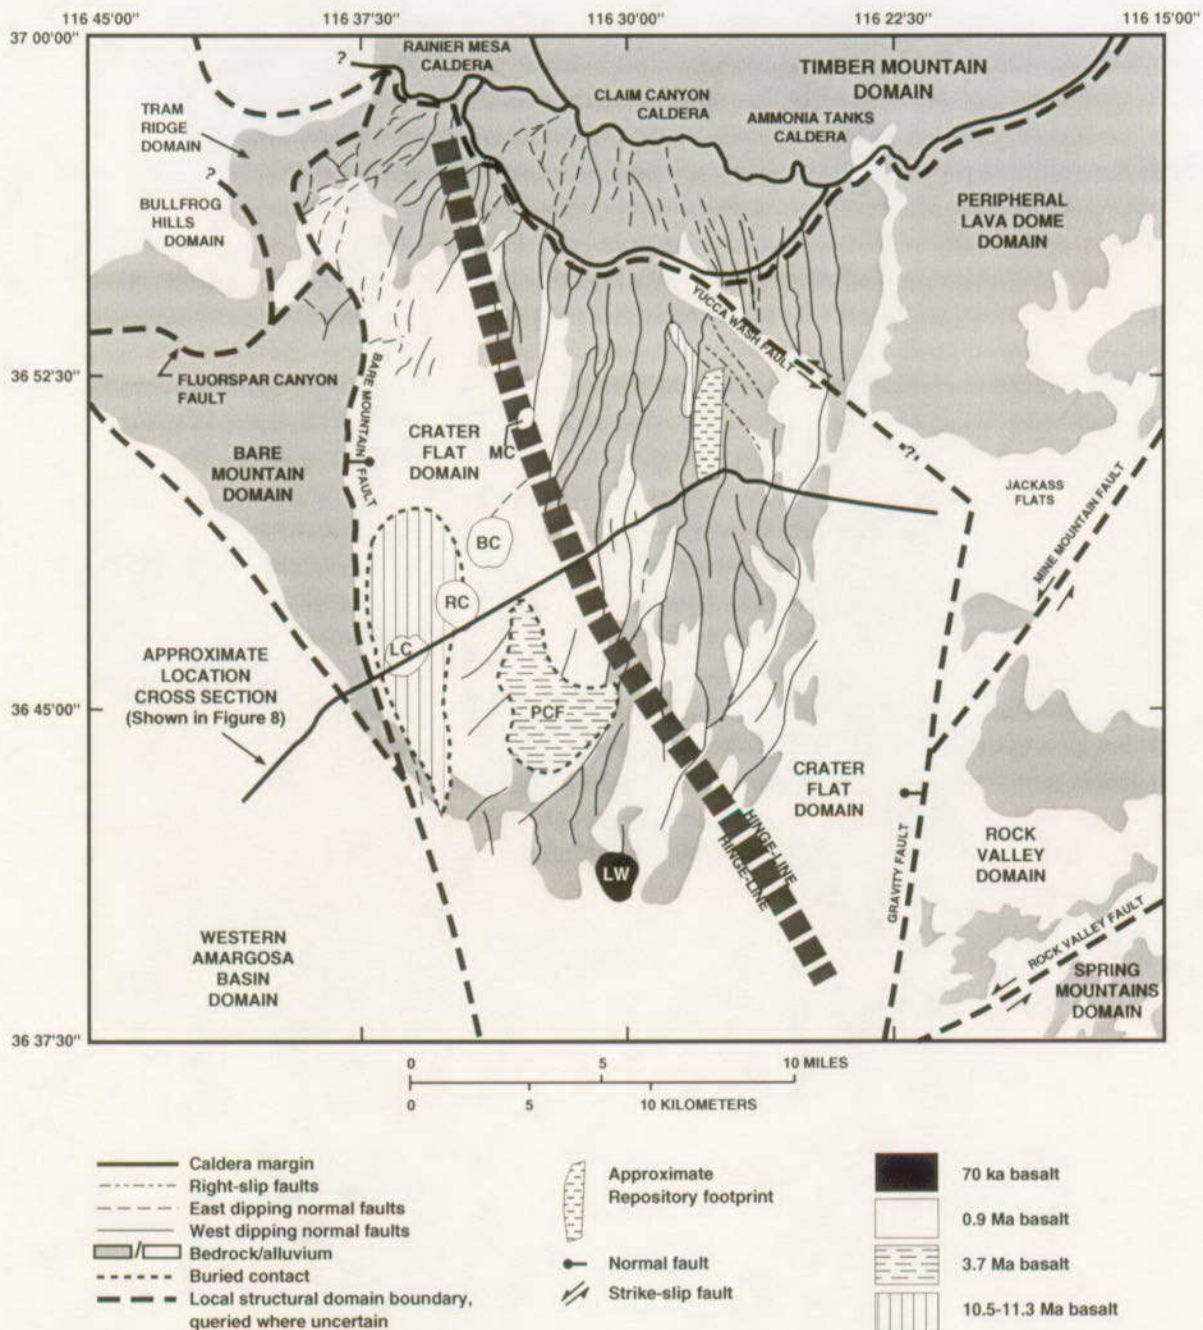 116 45'00"
116 37'30"
116 30'00"
116 22'30"
116 15'00"
37 00'00"
36 52'30"
36 45'00"
36 37'30"
?
RAINIER MESA
CALDERA
TIMBER MOUNTAIN
DOMAIN
CLAIM CANYON
CALDERA
AMMONIA TANKS
CALDERA
TRAM
RIDGE
DOMAIN
?
BULLFROG
HILLS
DOMAIN
PERIPHERAL
LAVA DOME
DOMAIN
YUCCA WASH FAULT
FLUORSPAR CANYON
FAULT
BARE MOUNTAIN FAULT
CRATER
FLAT
DOMAIN
MC
BARE
MOUNTAIN
DOMAIN
?
JACKASS
FLATS
MINE MOUNTAIN FAULT
BC
RC
LC
APPROXIMATE
LOCATION
CROSS SECTION
(Shown in Figure 8)
PCF
CRATER
FLAT
DOMAIN
HINGE-LINE
HINGE-LINE
LW
GRAVITY FAULT
ROCK
VALLEY
DOMAIN
ROCK VALLEY FAULT
WESTERN
AMARGOSA
BASIN
DOMAIN
SPRING
MOUNTAINS
DOMAIN
0 5 10 MILES
0 5 10 KILOMETERS
Caldera margin
Right-slip faults
East dipping normal faults
West dipping normal faults
/ Bedrock/alluvium
Buried contact
Local structural domain boundary,
queried where uncertain
Approximate
Repository footprint
Normal fault
Strike-slip fault
70 ka basalt
0.9 Ma basalt
3.7 Ma basalt
10.5-11.3 Ma basalt